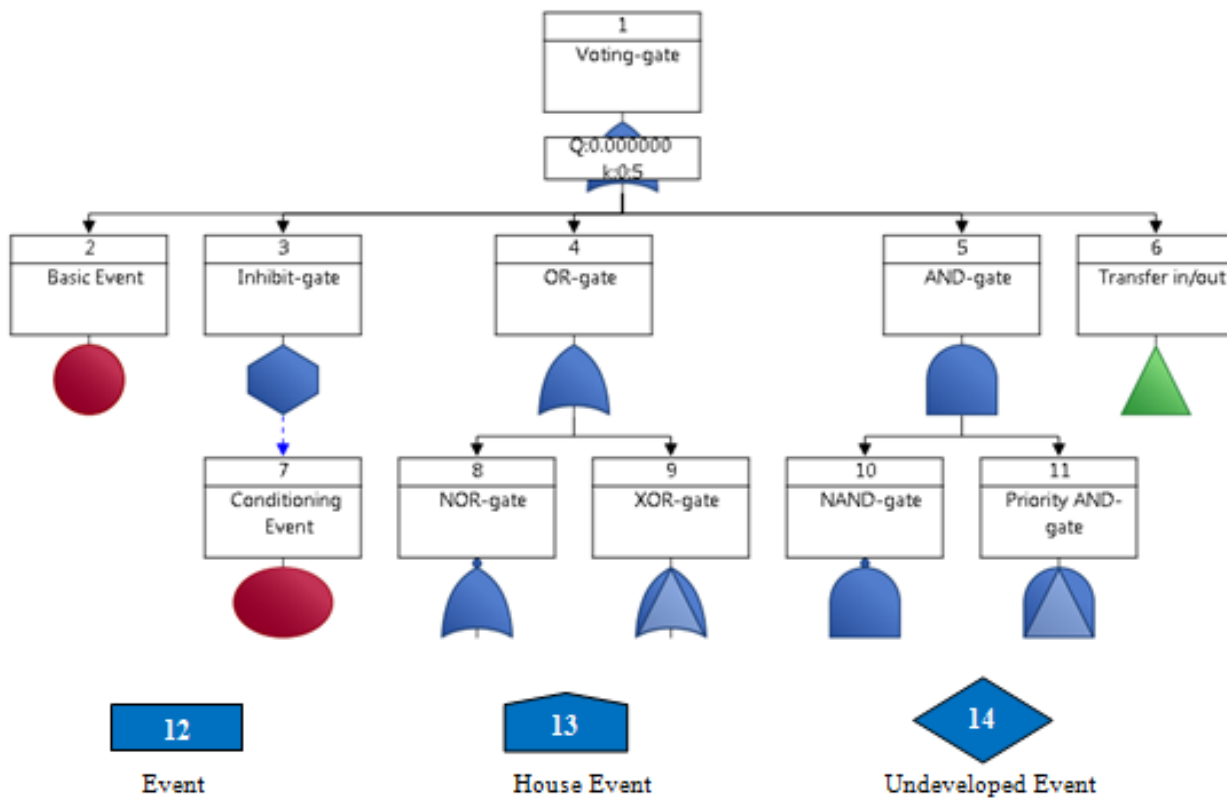 1
Voting-gate
Q:0.000000
k:0:5
2
Basic Event
3
Inhibit-gate
4
OR-gate
5
AND-gate
6
Transfer in/out
7
Conditioning
Event
8
NOR-gate
9
XOR-gate
10
NAND-gate
11
Priority AND-
gate
12
Event
13
House Event
14
Undeveloped Event